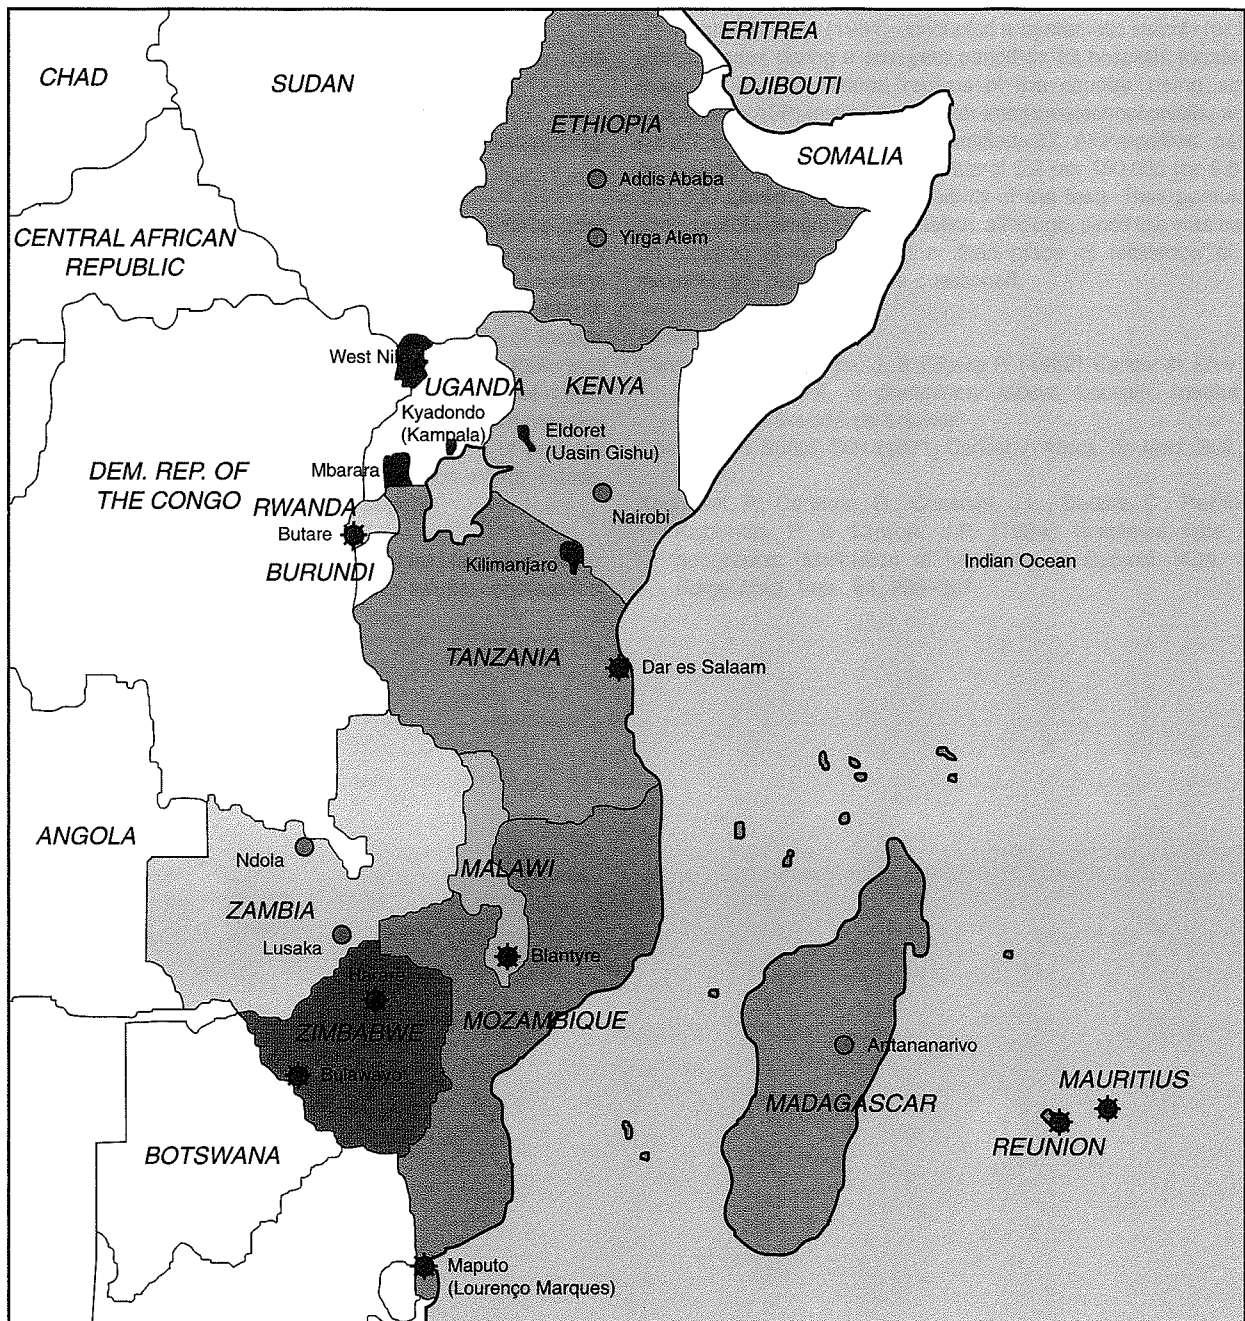 ERITREA
CHAD
SUDAN
DJIBOUTI
ETHIOPIA
SOMALIA
Addis Ababa
CENTRAL AFRICAN
REPUBLIC
Yirga Alem
West Nil
UGANDA
KENYA
Kyadondo
(Kampala)
Eldoret
(Uasin Gishu)
DEM. REP. OF
THE CONGO
Mbarara
RWANDA
Nairobi
Butare
BURUNDI
Kilimanjaro
Indian Ocean
TANZANIA
Dar es Salaam
ANGOLA
Ndola
MALAWI
ZAMBIA
Lusaka
Blantyre
Harare
ZIMBABWE
MOZAMBIQUE
Antananarivo
Bulawayo
MAURITIUS
MADAGASCAR
REUNION
BOTSWANA
Maputo
(Lourenço Marques)